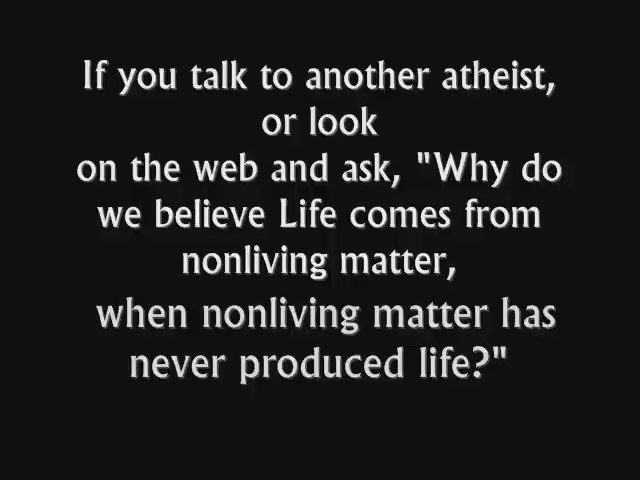 If you talk to another atheist,
or look
on the web and ask, "Why do
we believe Life comes from
nonliving matter,
when nonliving matter has
never produced life?"